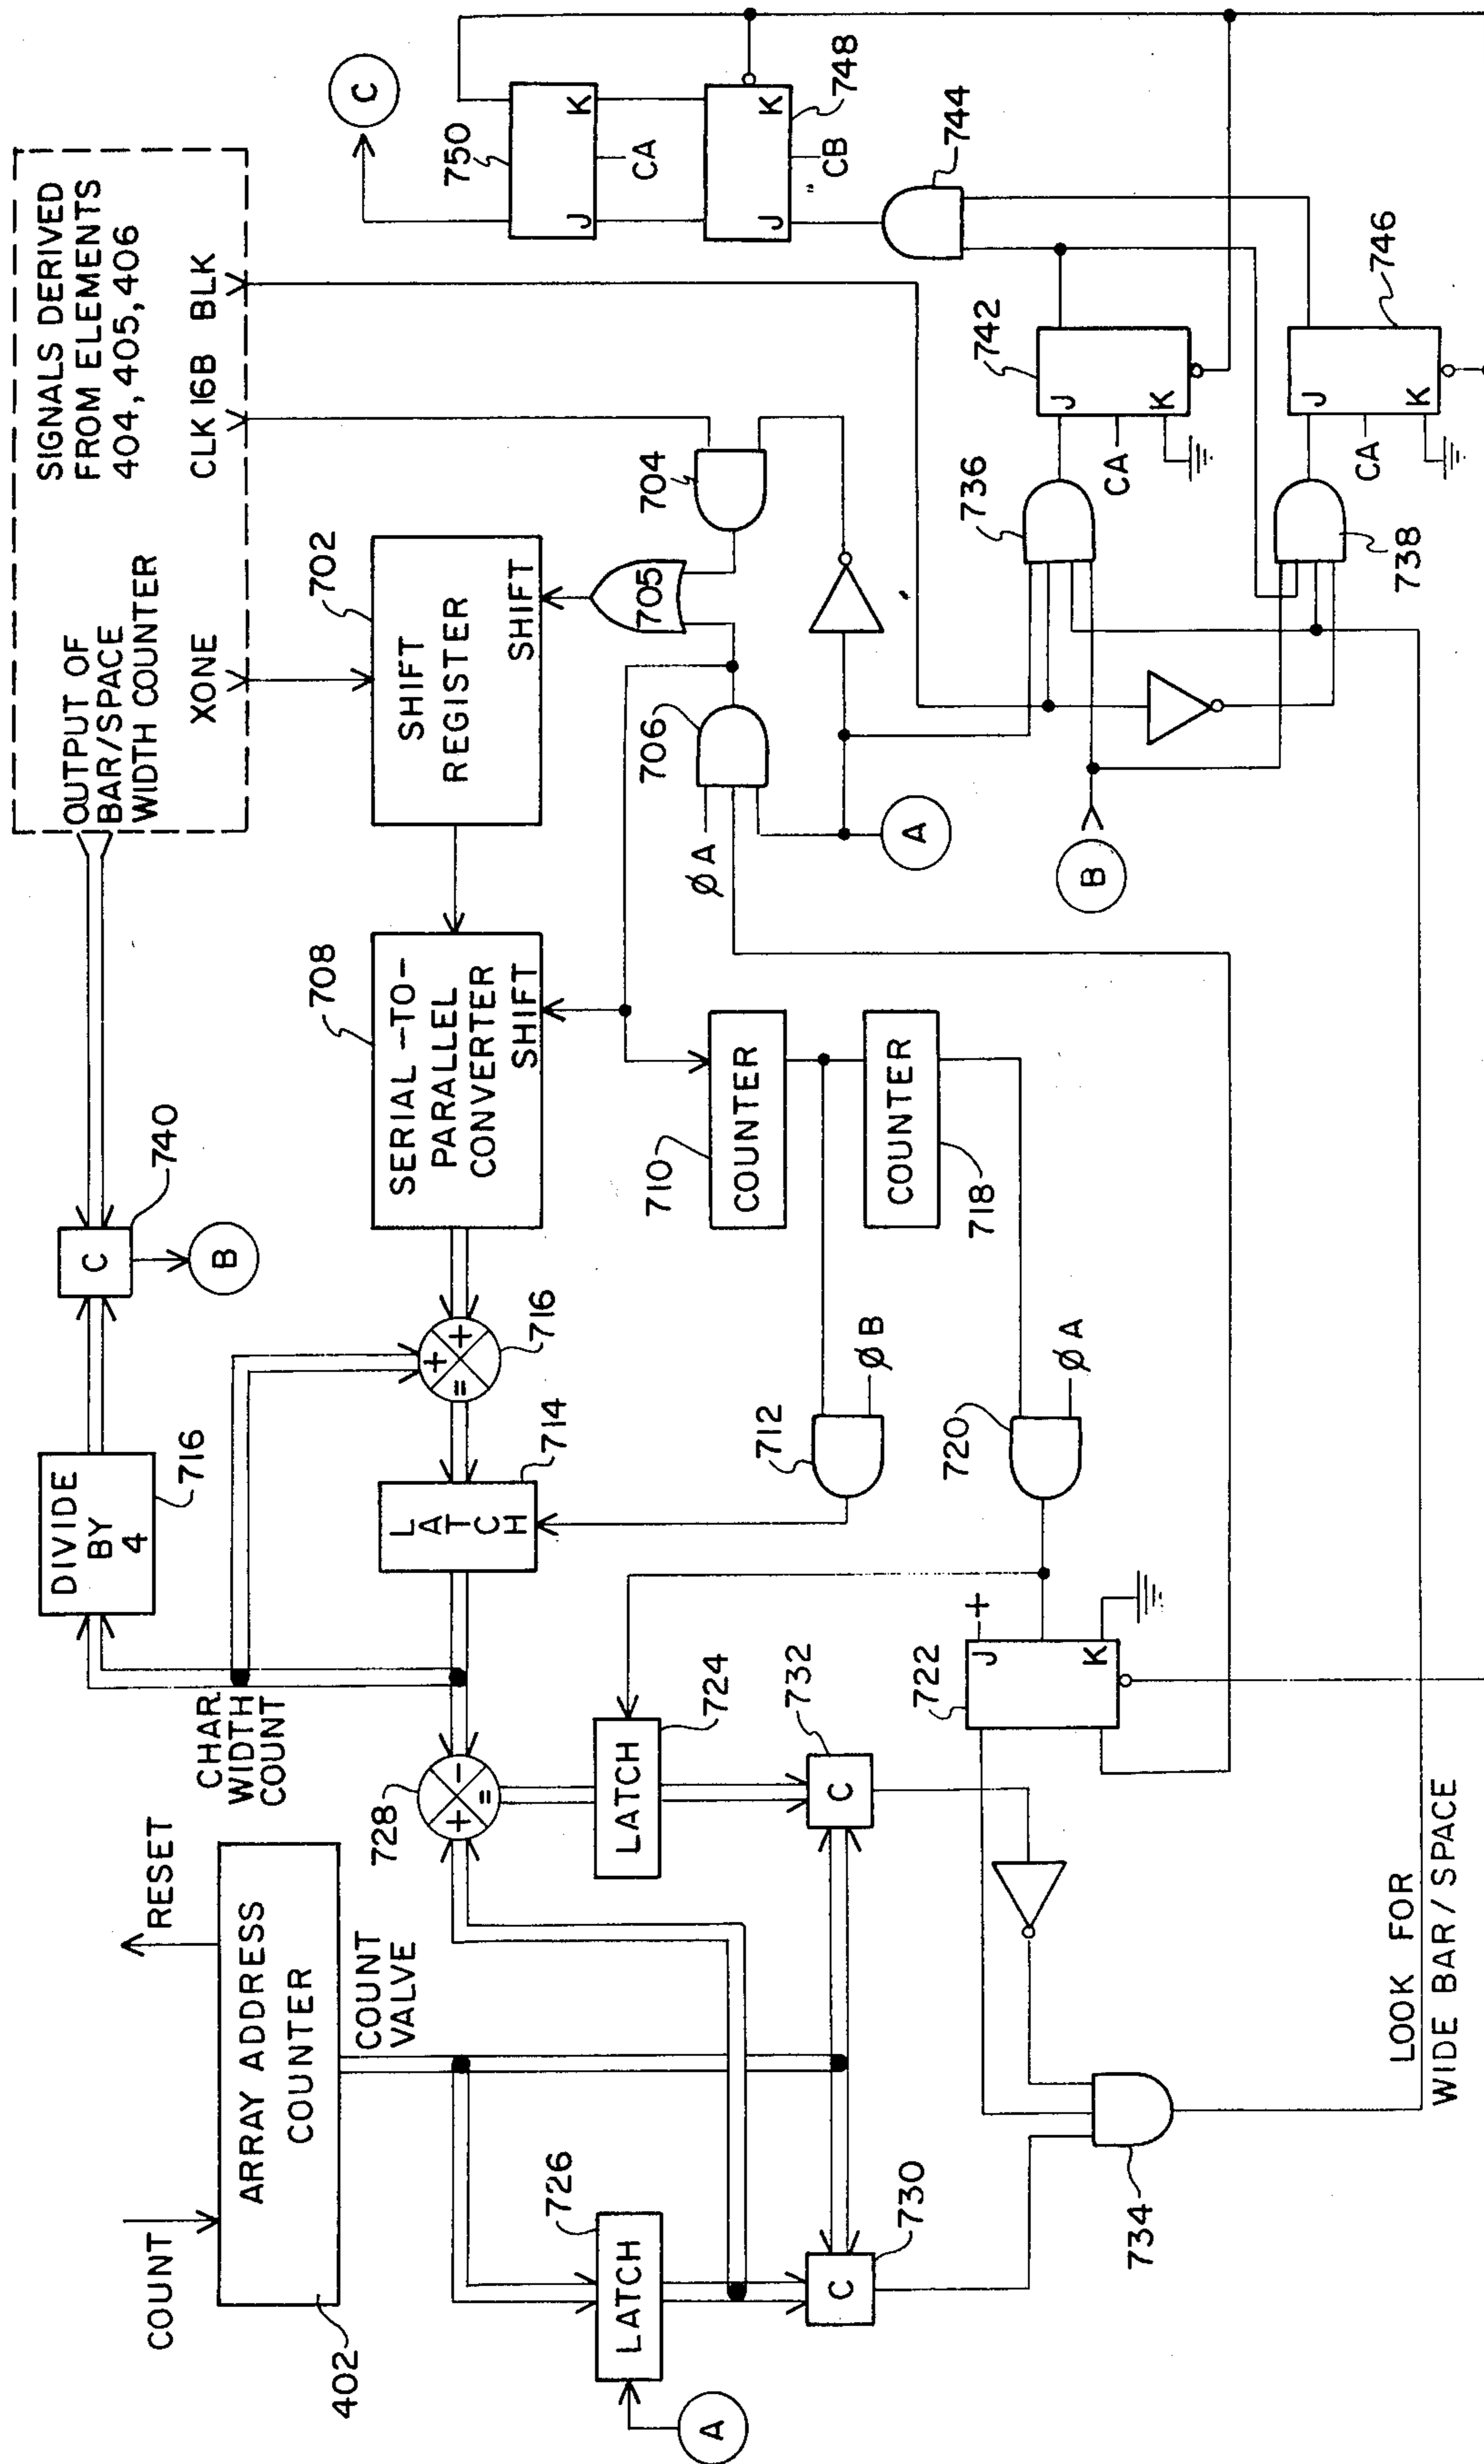 COUNT
RESET
402
ARRAY ADDRESS
COUNTER
COUNT
VALVE
CHAR.
WIDTH
COUNT
DIVIDE
BY
4
716
C
740
B
OUTPUT OF
BAR/SPACE
WIDTH COUNTER
SIGNALS DERIVED
FROM ELEMENTS
404, 405, 406
XONE
CLK16B
BLK
C
728
+
-
=
LATCH
714
=
+
+
716
708
SERIAL-TO-
PARALLEL
CONVERTER
SHIFT
702
SHIFT
REGISTER
SHIFT
750
J
K
CA
748
J
K
CB
726
LATCH
A
724
LATCH
705
704
706
ØA
710
COUNTER
COUNTER
718
712
ØB
720
ØA
A
B
744
730
C
732
C
722
J
+
K
736
742
J
CA
K
738
746
J
CA
K
734
LOOK FOR
WIDE BAR/SPACE